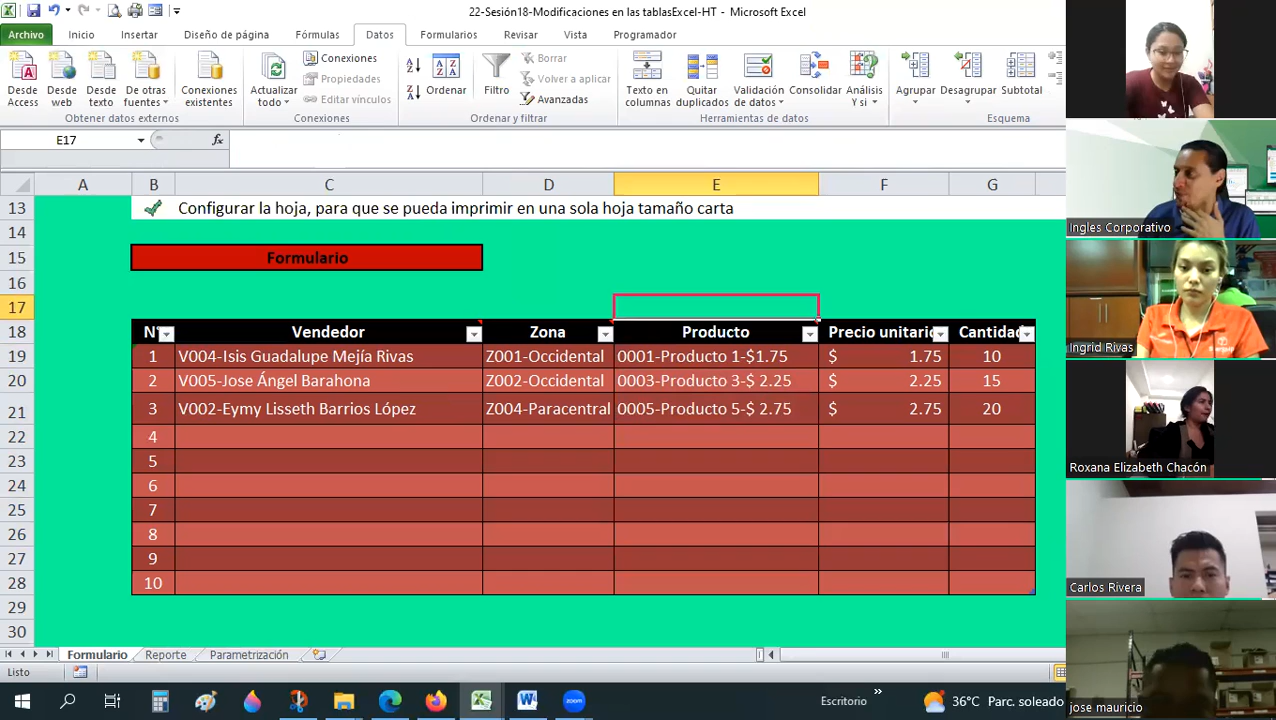 22-Sesión18-Modificaciones en las tablasExcel-HT - Microsoft Excel
Archivo Inicio Insertar Diseño de página Fórmulas Datos Formularios Revisar Vista Programador
Desde Access
Desde web
Desde texto
De otras fuentes
Conexiones existentes
Obtener datos externos
Actualizar todo
Conexiones
Propiedades
Editar vínculos
Conexiones
Ordenar
Filtro
Borrar
Volver a aplicar
Avanzadas
Ordenar y filtrar
Texto en columnas
Quitar duplicados
Validación de datos
Consolidar
Análisis Y si
Herramientas de datos
Agrupar
Desagrupar
Subtotal
Esquema
E17 fx
A B C D E F G
13 Configurar la hoja, para que se pueda imprimir en una sola hoja tamaño carta
14
15 Formulario
16
17
18 N° Vendedor Zona Producto Precio unitario Cantidad
19 1 V004-Isis Guadalupe Mejía Rivas Z001-Occidental 0001-Producto 1-$1.75 $ 1.75 10
20 2 V005-Jose Ángel Barahona Z002-Occidental 0003-Producto 3-$ 2.25 $ 2.25 15
21 3 V002-Eymy Lisseth Barrios López Z004-Paracentral 0005-Producto 5-$ 2.75 $ 2.75 20
22 4
23 5
24 6
25 7
26 8
27 9
28 10
29
30
Formulario Reporte Parametrización
Listo
Escritorio » 36°C Parc. soleado
zoom
Ingles Corporativo
Ingrid Rivas
Roxana Elizabeth Chacón
Carlos Rivera
jose mauricio